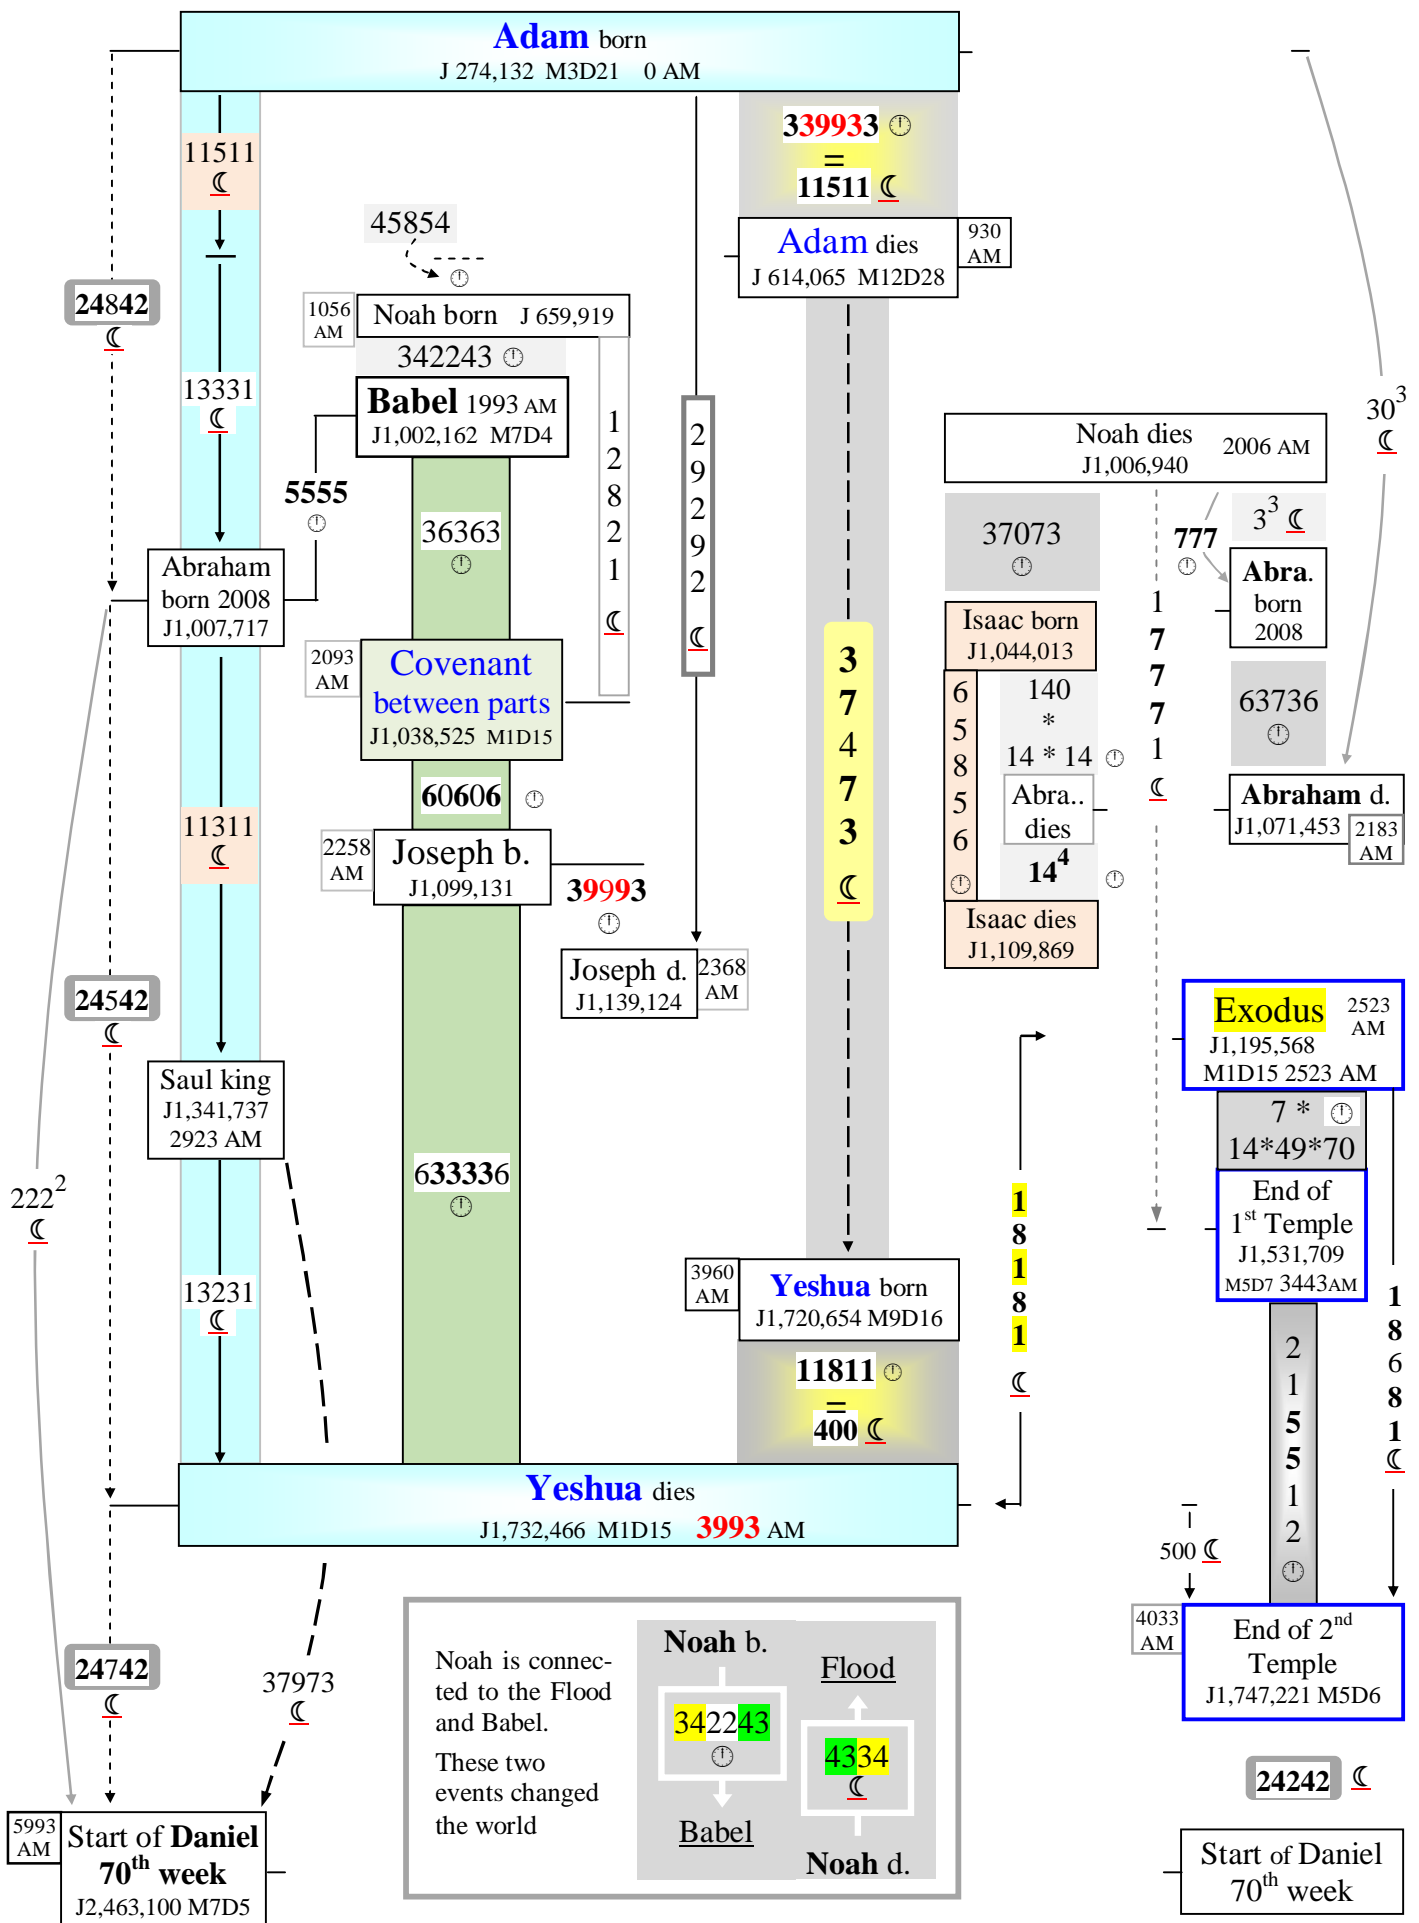 Adam born
J 274,132 M3D21 0 AM
339933
=
11511
11511
45854
Adam dies
J 614,065 M12D28
930
AM
24842
1056
AM
Noah born J 659,919
342243
13331
Babel 1993 AM
J1,002,162 M7D4
1
2
8
2
1
2
9
2
9
2
30³
Noah dies
J1,006,940
2006 AM
5555
36363
37073
777
3³
Abraham
born 2008
J1,007,717
Abra.
born
2008
Isaac born
J1,044,013
1
7
7
7
1
2093
AM
Covenant
between parts
J1,038,525 M1D15
3
7
4
7
3
6
5
8
5
6
140
*
14 * 14
63736
60606
Abra..
dies
Abraham d.
J1,071,453
2183
AM
11311
2258
AM
Joseph b.
J1,099,131
14⁴
39993
Isaac dies
J1,109,869
Joseph d.
J1,139,124
2368
AM
24542
Exodus
2523
AM
J1,195,568
M1D15 2523 AM
Saul king
J1,341,737
2923 AM
7 *
14*49*70
63336
222²
1
8
1
8
1
End of
1st Temple
J1,531,709
M5D7 3443AM
13231
3960
AM
Yeshua born
J1,720,654 M9D16
1
8
6
8
1
2
1
5
5
1
2
11811
=
400
Yeshua dies
J1,732,466 M1D15 3993 AM
500
4033
AM
End of 2nd
Temple
J1,747,221 M5D6
24742
37973
Noah is connec-
ted to the Flood
and Babel.
These two
events changed
the world
Noah b.
342243
Babel
Flood
4334
Noah d.
24242
5993
AM
Start of Daniel
70th week
J2,463,100 M7D5
Start of Daniel
70th week